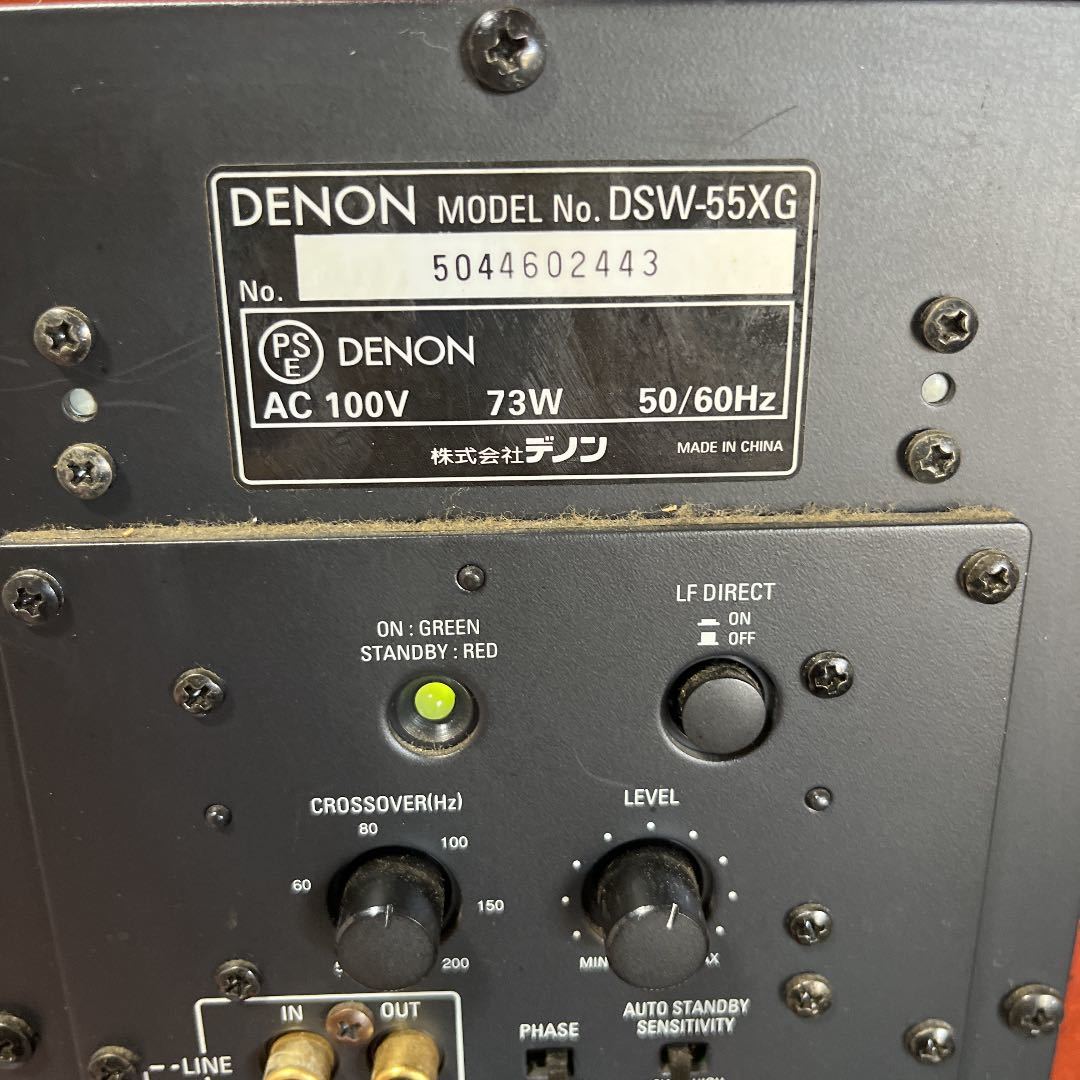 DENON MODEL No. DSW-55XG
No. 5044602443
PS E DENON
AC 100V 73W 50/60Hz
株式会社デノン MADE IN CHINA
LF DIRECT
ON
OFF
ON : GREEN
STANDBY : RED
CROSSOVER(Hz)
60 80 100 150 200
LEVEL
MIN
IN OUT
LINE
PHASE
AUTO STANDBY
SENSITIVITY